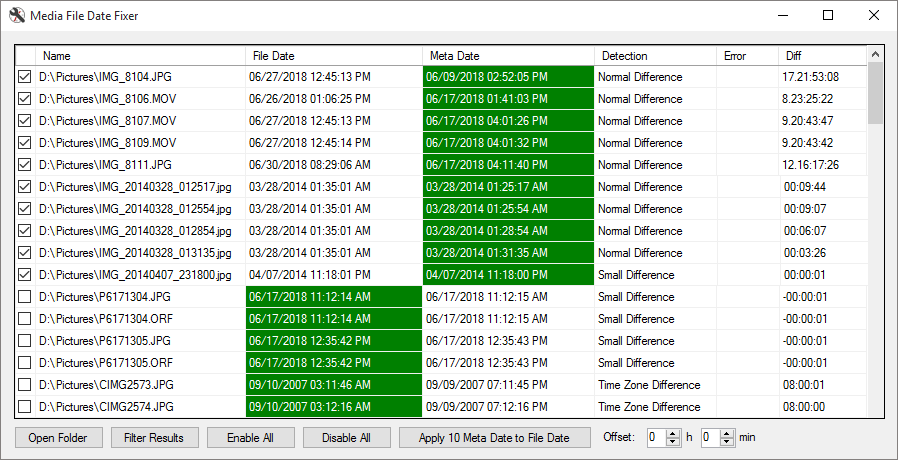 Media File Date Fixer
Name File Date Meta Date Detection Error Diff
D:\Pictures\IMG_8104.JPG 06/27/2018 12:45:13 PM 06/09/2018 02:52:05 PM Normal Difference 17.21:53:08
D:\Pictures\IMG_8106.MOV 06/26/2018 01:06:25 PM 06/17/2018 01:41:03 PM Normal Difference 8.23:25:22
D:\Pictures\IMG_8107.MOV 06/27/2018 12:45:13 PM 06/17/2018 04:01:26 PM Normal Difference 9.20:43:47
D:\Pictures\IMG_8109.MOV 06/27/2018 12:45:14 PM 06/17/2018 04:01:32 PM Normal Difference 9.20:43:42
D:\Pictures\IMG_8111.JPG 06/30/2018 08:29:06 AM 06/17/2018 04:11:40 PM Normal Difference 12.16:17:26
D:\Pictures\IMG_20140328_012517.jpg 03/28/2014 01:35:01 AM 03/28/2014 01:25:17 AM Normal Difference 00:09:44
D:\Pictures\IMG_20140328_012554.jpg 03/28/2014 01:35:01 AM 03/28/2014 01:25:54 AM Normal Difference 00:09:07
D:\Pictures\IMG_20140328_012854.jpg 03/28/2014 01:35:01 AM 03/28/2014 01:28:54 AM Normal Difference 00:06:07
D:\Pictures\IMG_20140328_013135.jpg 03/28/2014 01:35:01 AM 03/28/2014 01:31:35 AM Normal Difference 00:03:26
D:\Pictures\IMG_20140407_231800.jpg 04/07/2014 11:18:01 PM 04/07/2014 11:18:00 PM Small Difference 00:00:01
D:\Pictures\P6171304.JPG 06/17/2018 11:12:14 AM 06/17/2018 11:12:15 AM Small Difference -00:00:01
D:\Pictures\P6171304.ORF 06/17/2018 11:12:14 AM 06/17/2018 11:12:15 AM Small Difference -00:00:01
D:\Pictures\P6171305.JPG 06/17/2018 12:35:42 PM 06/17/2018 12:35:43 PM Small Difference -00:00:01
D:\Pictures\P6171305.ORF 06/17/2018 12:35:42 PM 06/17/2018 12:35:43 PM Small Difference -00:00:01
D:\Pictures\CIMG2573.JPG 09/10/2007 03:11:46 AM 09/09/2007 07:11:45 PM Time Zone Difference 08:00:01
D:\Pictures\CIMG2574.JPG 09/10/2007 03:12:16 AM 09/09/2007 07:12:16 PM Time Zone Difference 08:00:00
Open Folder Filter Results Enable All Disable All Apply 10 Meta Date to File Date Offset: 0 h 0 min